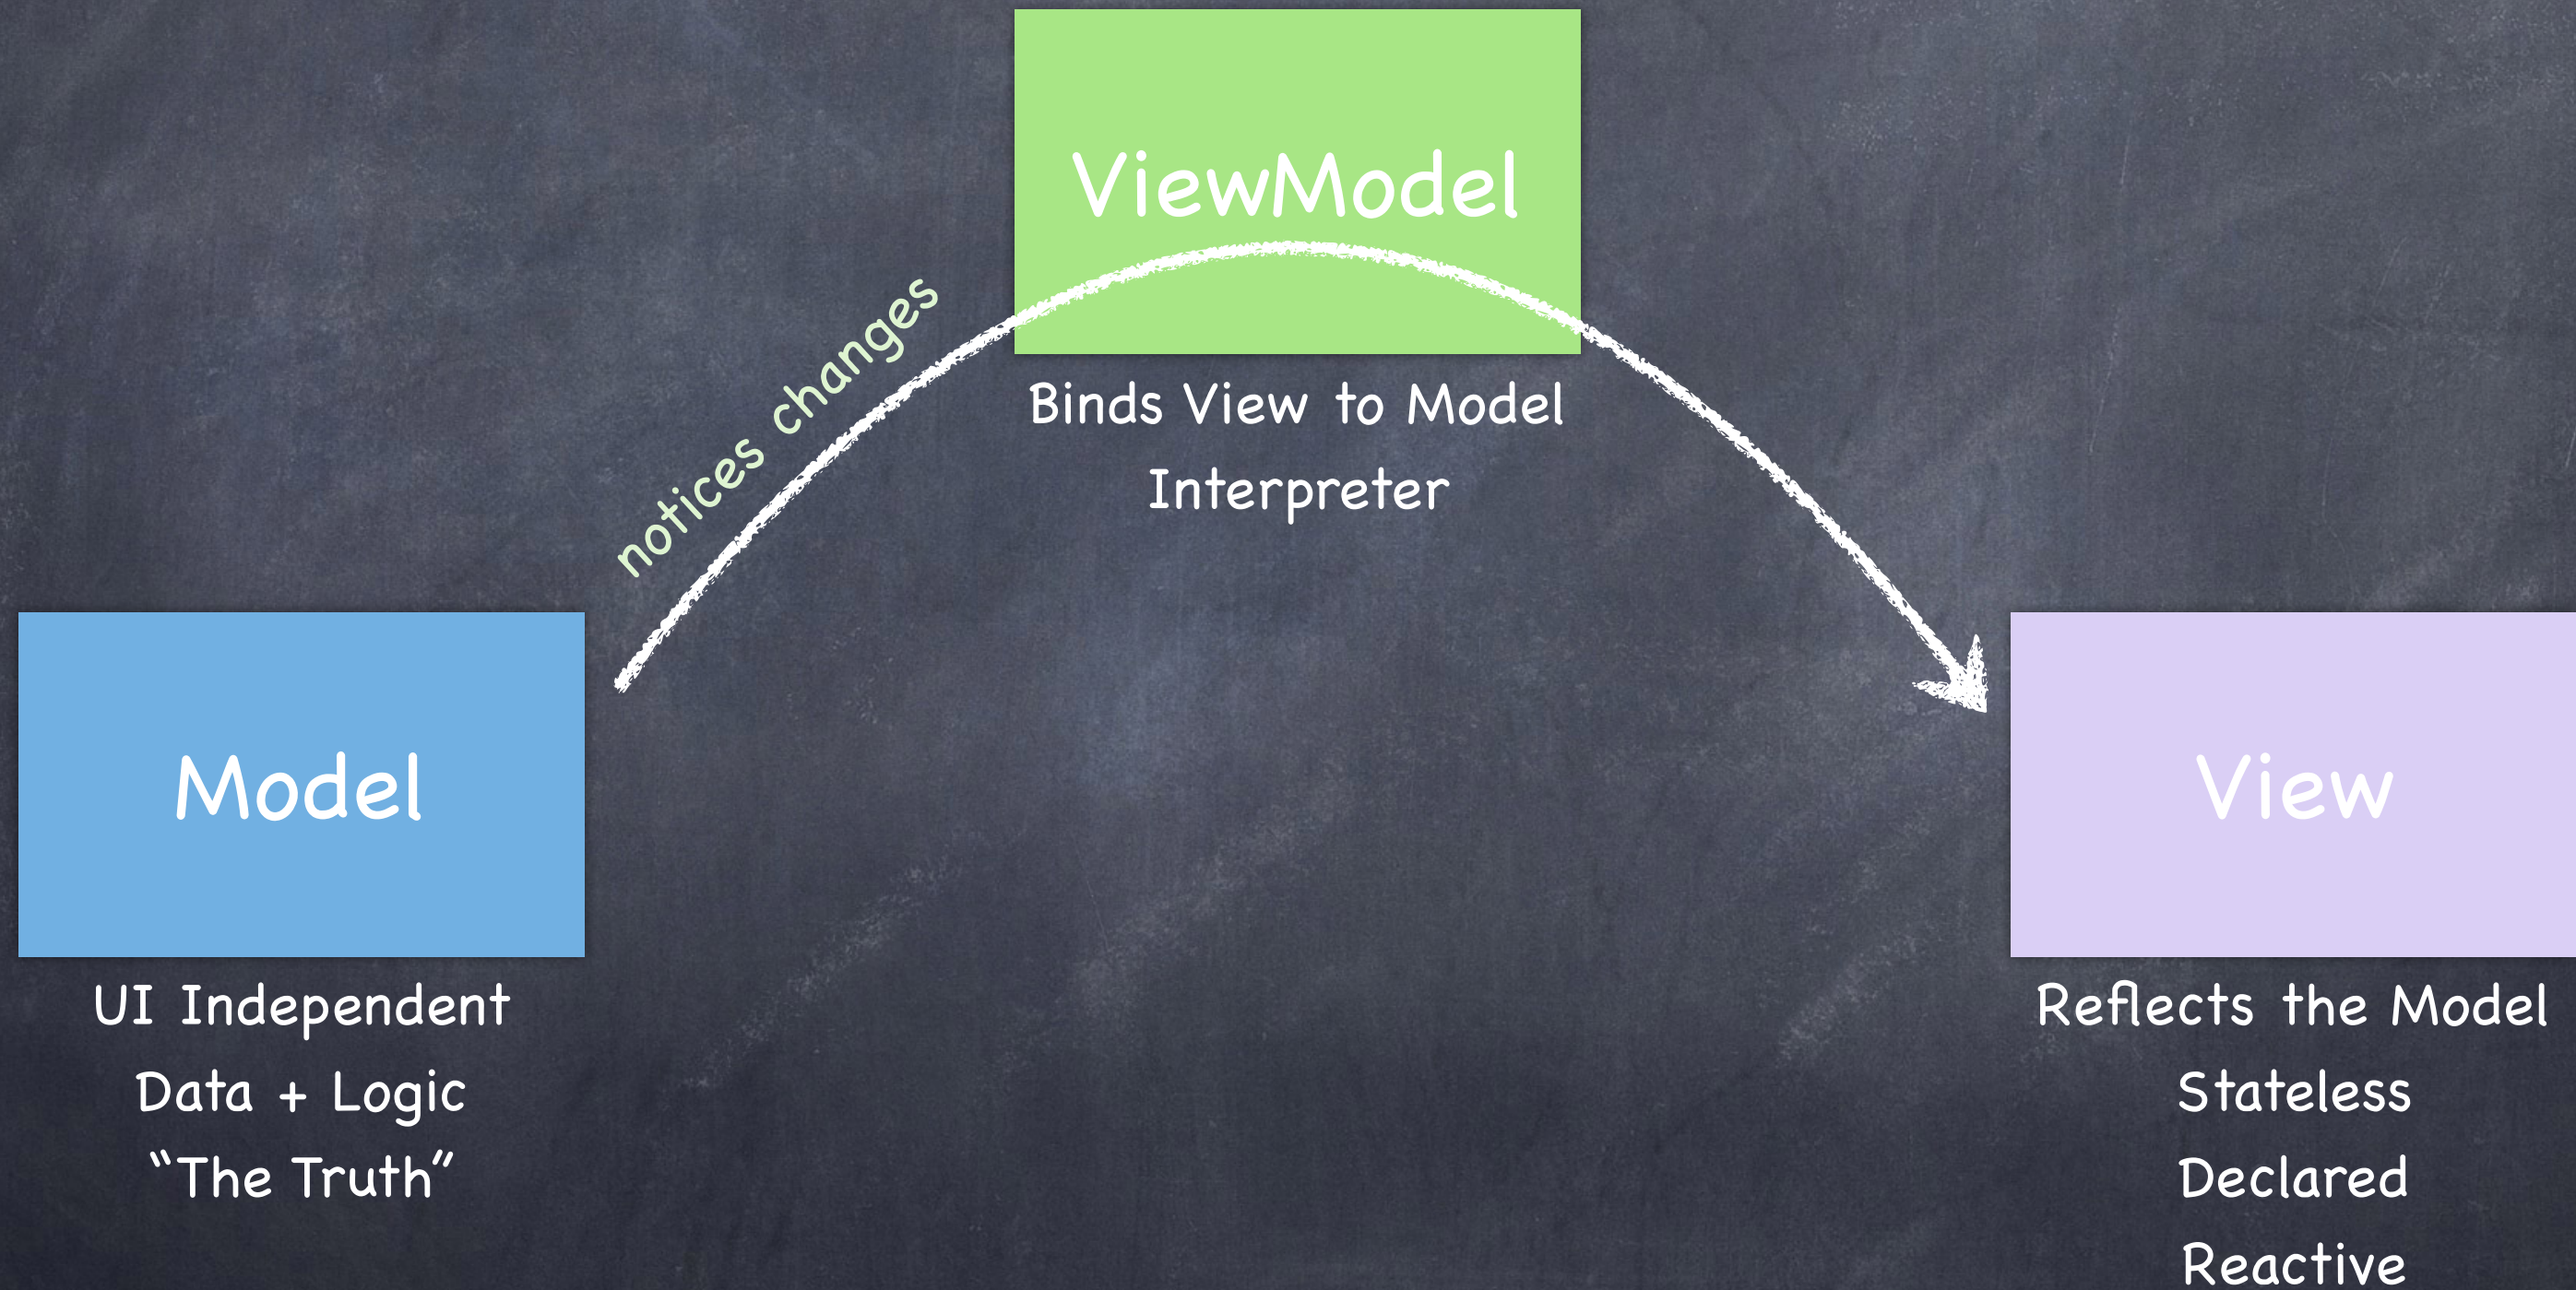 ViewModel
Binds View to Model
Interpreter
notices changes
Model
UI Independent
Data + Logic
“The Truth”
View
Reflects the Model
Stateless
Declared
Reactive